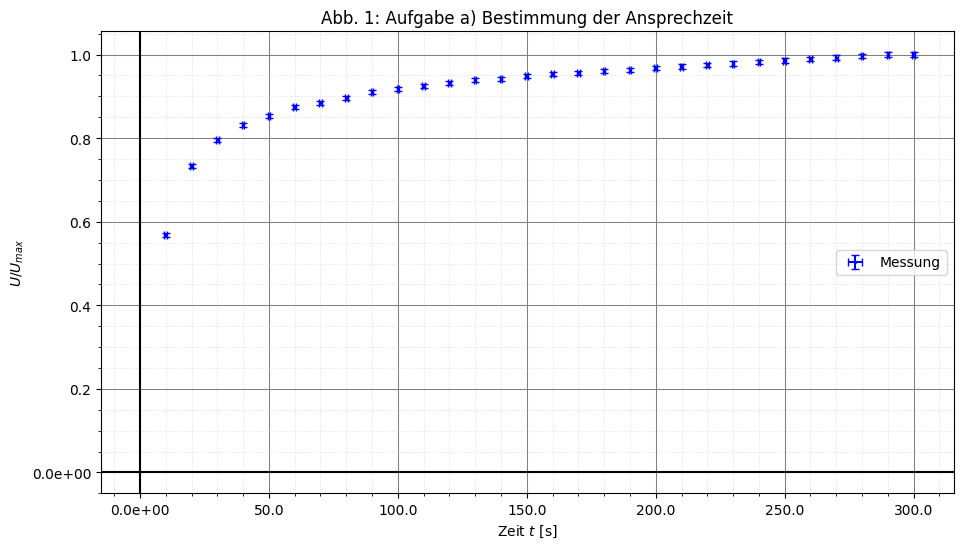 Abb. 1: Aufgabe a) Bestimmung der Ansprechzeit
1.0
0.8
0.6
0.4
0.2
0.0e+00
U/U_max
Messung
0.0e+00 50.0 100.0 150.0 200.0 250.0 300.0
Zeit t [s]